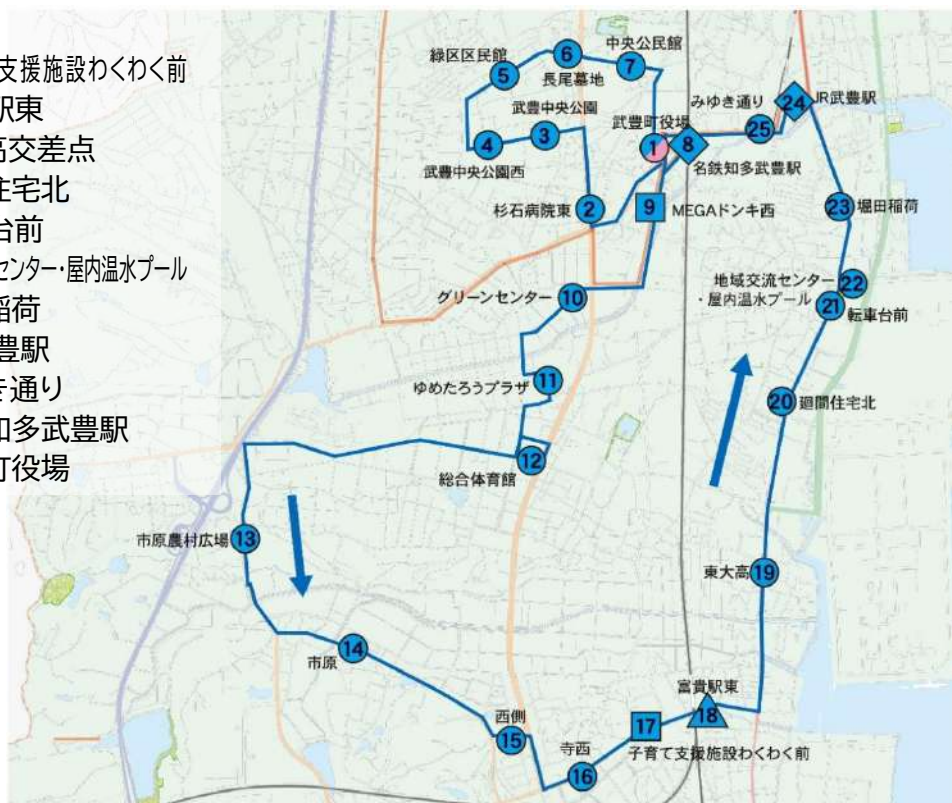 支援施設わくわく前
駅東
高交差点
住宅北
台前
センター・屋内温水プール
稲荷
豊駅
き通り
知多武豊駅
町役場
中央公民館
6
緑区区民館
7
5
長尾墓地
みゆき通り
24
JR武豊駅
武豊中央公園
武豊町役場
3
25
4
1
8
武豊中央公園西
名鉄知多武豊駅
杉石病院東
2
9
MEGAドンキ西
23
堀田稲荷
地域交流センター
・屋内温水プール
22
21
転車台前
グリーンセンター
10
ゆめたろうプラザ
11
20
廻間住宅北
12
総合体育館
市原農村広場
13
東大高
19
14
市原
富貴駅東
18
西側
15
17
子育て支援施設わくわく前
寺西
16